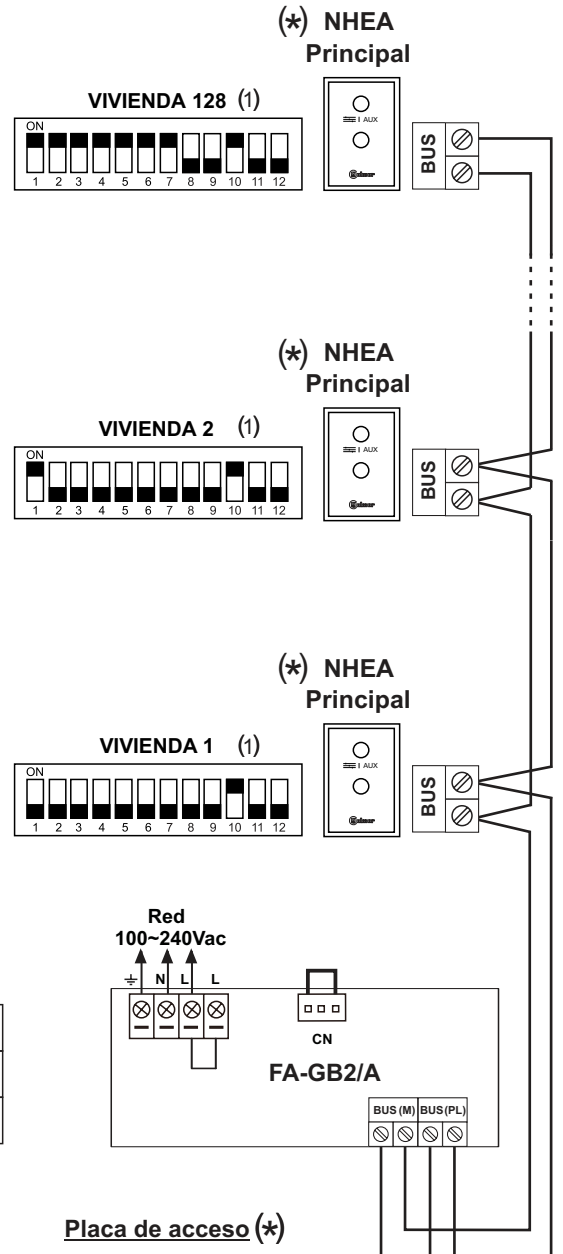 (*) NHEA
Principal
VIVIENDA 128 (1)
ON
1 2 3 4 5 6 7 8 9 10 11 12
AUX
Golmar
BUS
(*) NHEA
Principal
VIVIENDA 2 (1)
ON
1 2 3 4 5 6 7 8 9 10 11 12
AUX
Golmar
BUS
(*) NHEA
Principal
VIVIENDA 1 (1)
ON
1 2 3 4 5 6 7 8 9 10 11 12
AUX
Golmar
BUS
Red
100~240Vac
N L L
CN
FA-GB2/A
BUS (M) BUS (PL)
Placa de acceso (*)